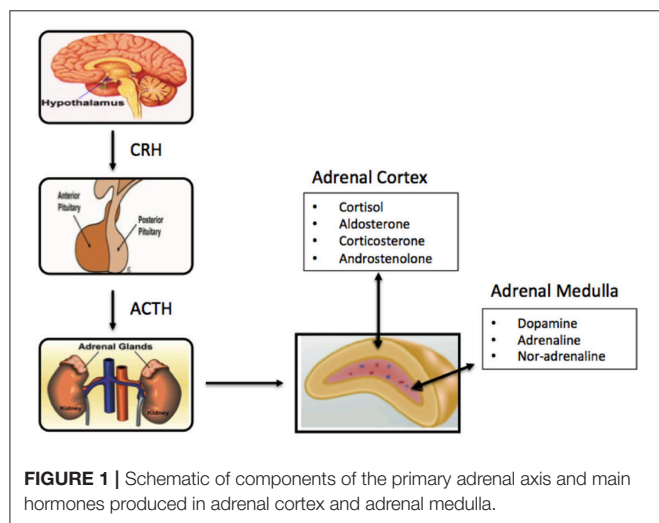 Hypothalamus
CRH
Anterior
Pituitary
Posterior
Pituitary
ACTH
Adrenal Glands
Kidney
Kidney
Adrenal Cortex
• Cortisol
• Aldosterone
• Corticosterone
• Androstenolone
Adrenal Medulla
• Dopamine
• Adrenaline
• Nor-adrenaline
FIGURE 1 | Schematic of components of the primary adrenal axis and main
hormones produced in adrenal cortex and adrenal medulla.